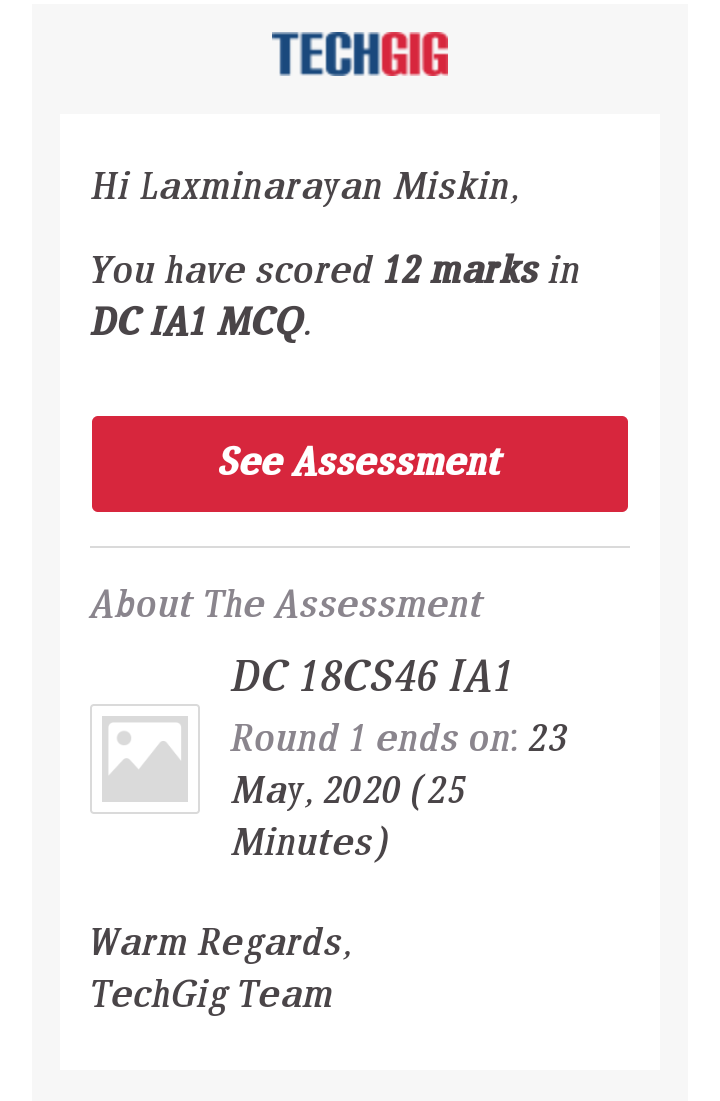 TECHGIG
Hi Laxminarayan Miskin,
You have scored 12 marks in
DC IA1 MCQ.
See Assessment
About The Assessment
DC 18CS46 IA1
Round 1 ends on: 23
May, 2020 (25
Minutes)
Warm Regards,
TechGig Team